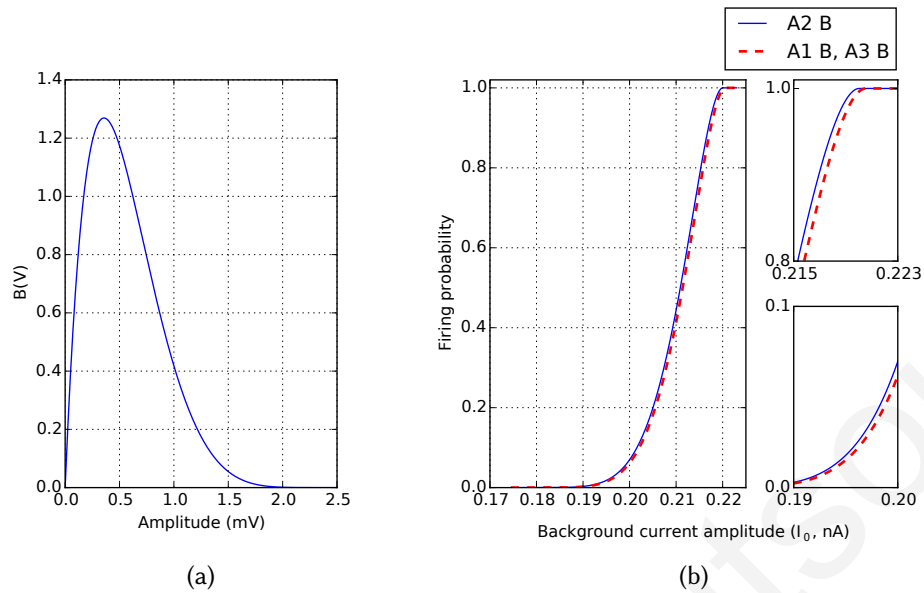 A2 B
A1 B, A3 B
1.4
1.2
1.0
0.8
0.6
0.4
0.2
0.0
B(V)
0.0 0.5 1.0 1.5 2.0 2.5
Amplitude (mV)
(a)
1.0
0.8
0.6
0.4
0.2
0.0
Firing probability
0.17 0.18 0.19 0.20 0.21 0.22
1.0
0.8
0.215 0.223
0.1
0.0
0.19 0.20
Background current amplitude (I₀, nA)
(b)